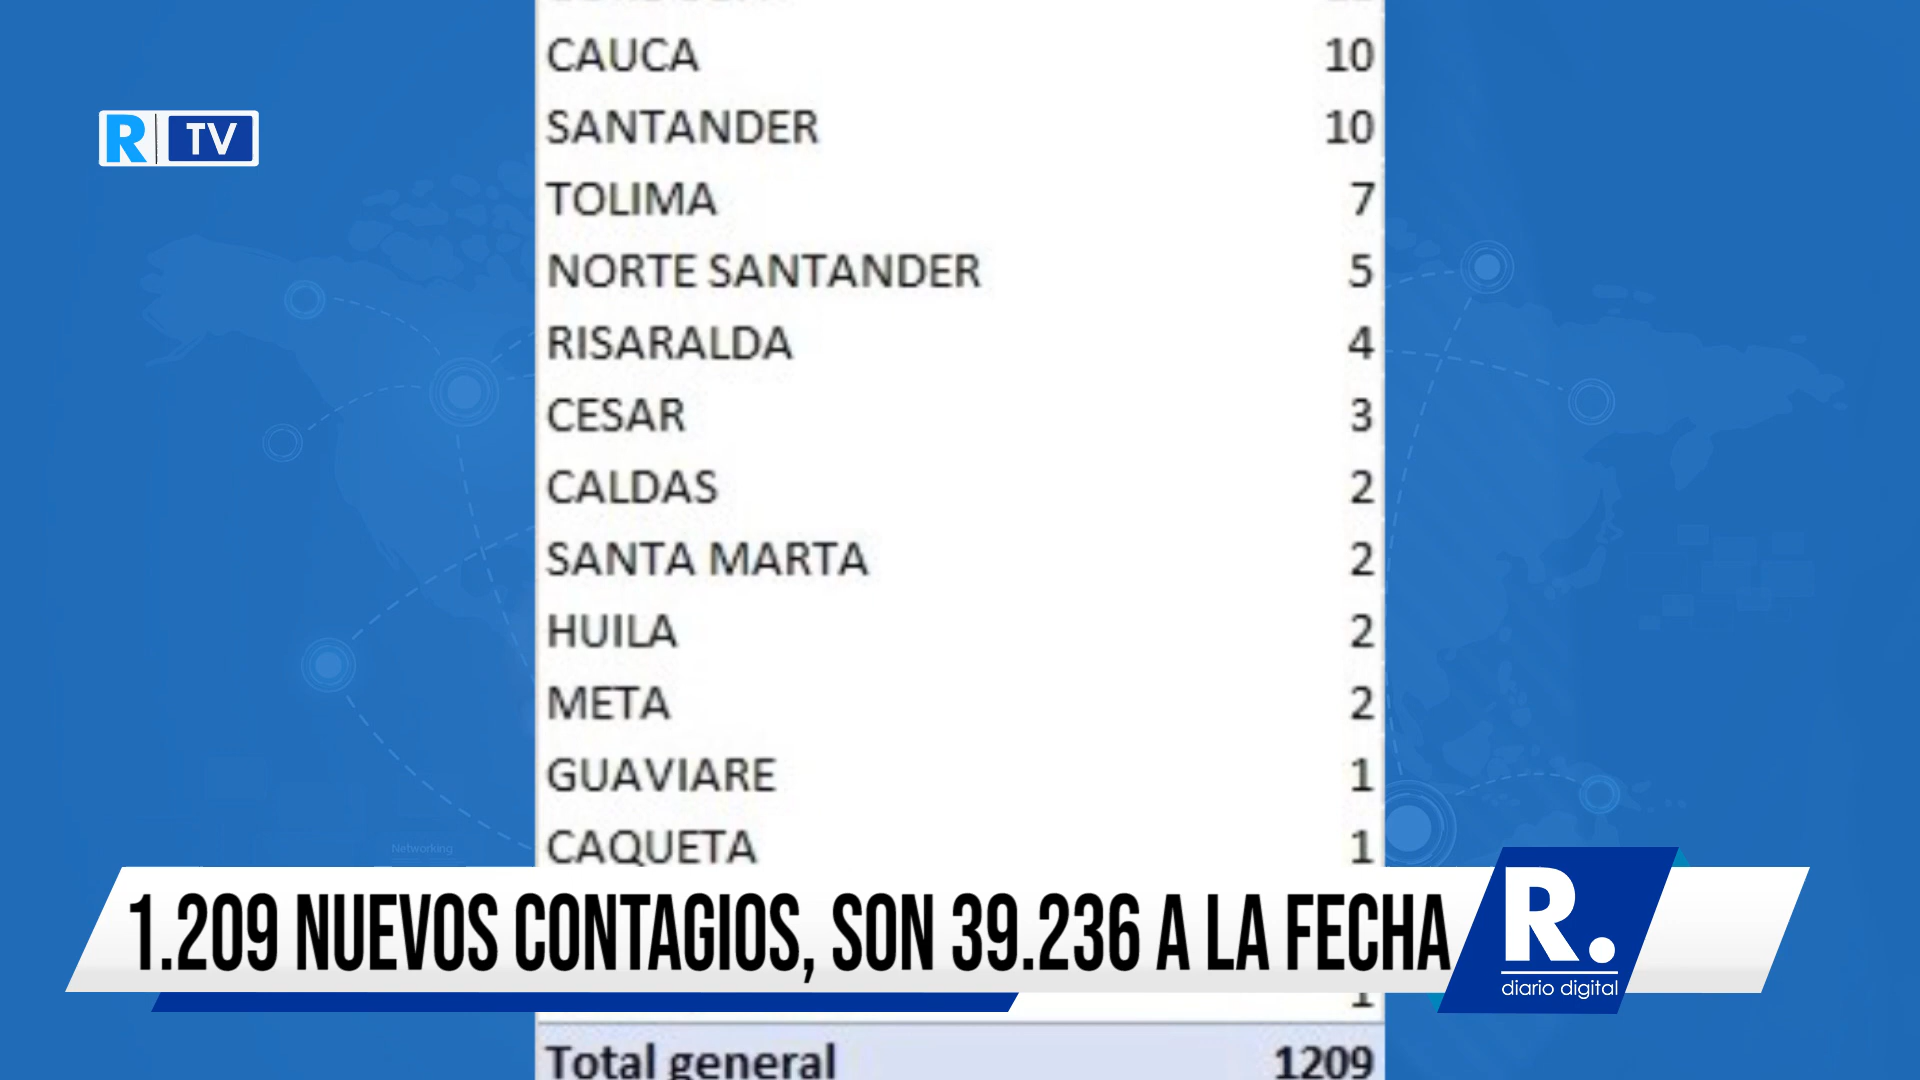 CAUCA 10
R TV
SANTANDER 10
TOLIMA 7
NORTE SANTANDER 5
RISARALDA 4
CESAR 3
CALDAS 2
SANTA MARTA 2
HUILA 2
META 2
GUAVIARE 1
CAQUETA 1
Networking
1.209 NUEVOS CONTAGIOS, SON 39.236 A LA FECHA
R.
diario digital
1
Total general 1209